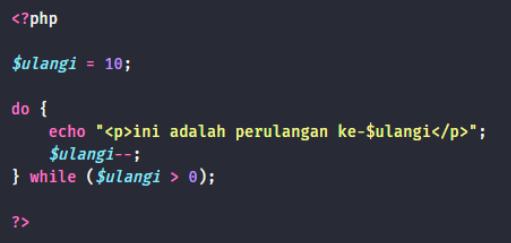 <?php
$ulangi = 10;
do {
    echo "<p>ini adalah perulangan ke-$ulangi</p>";
    $ulangi--;
} while ($ulangi > 0);
?>